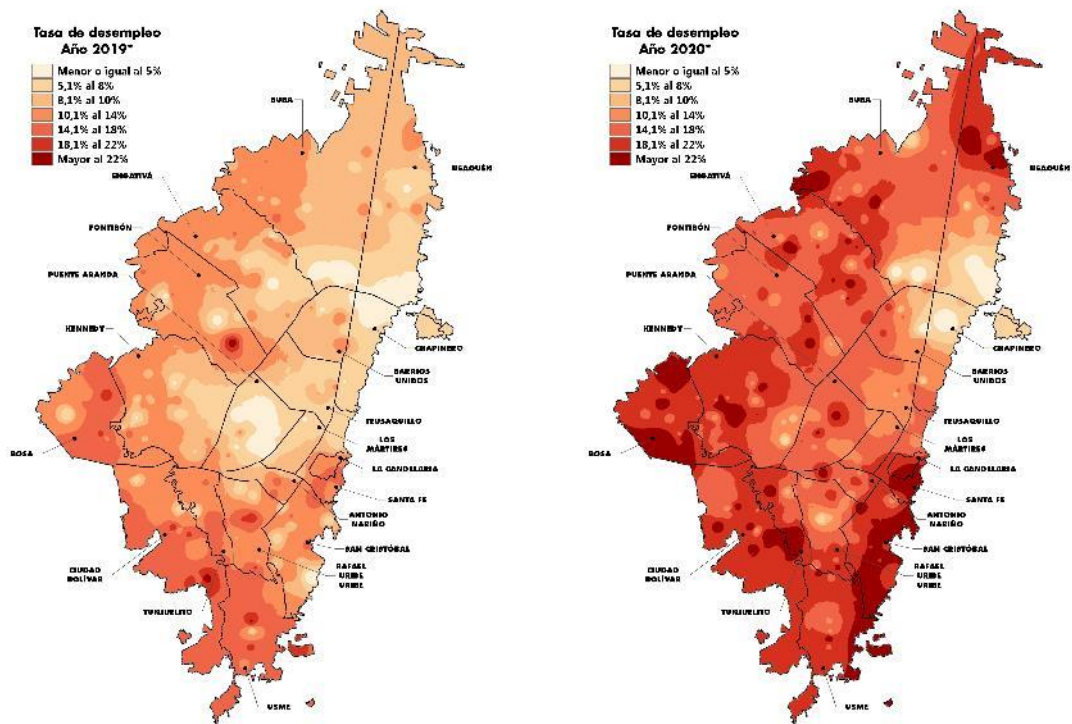 Tasa de desempleo
Año 2019*
Menor o igual al 5%
5,1% al 8%
8,1% al 10%
10,1% al 14%
14,1% al 18%
18,1% al 22%
Mayor al 22%
SUBA
USAQUÉN
ENGATIVÁ
FONTIBÓN
PUENTE ARANDA
KENNEDY
CHAPINERO
BARRIOS
UNIDOS
TEUSAQUILLO
LOS
MÁRTIRES
BOSA
LA CANDELARIA
SANTA FE
ANTONIO
NARIÑO
SAN CRISTÓBAL
CIUDAD
BOLÍVAR
RAFAEL
URIBE
URIBE
TUNJUELITO
USME
Tasa de desempleo
Año 2020*
Menor o igual al 5%
5,1% al 8%
8,1% al 10%
10,1% al 14%
14,1% al 18%
18,1% al 22%
Mayor al 22%
SUBA
USAQUÉN
ENGATIVÁ
FONTIBÓN
PUENTE ARANDA
KENNEDY
CHAPINERO
BARRIOS
UNIDOS
TEUSAQUILLO
LOS
MÁRTIRES
BOSA
LA CANDELARIA
SANTA FE
ANTONIO
NARIÑO
SAN CRISTÓBAL
CIUDAD
BOLÍVAR
RAFAEL
URIBE
URIBE
TUNJUELITO
USME